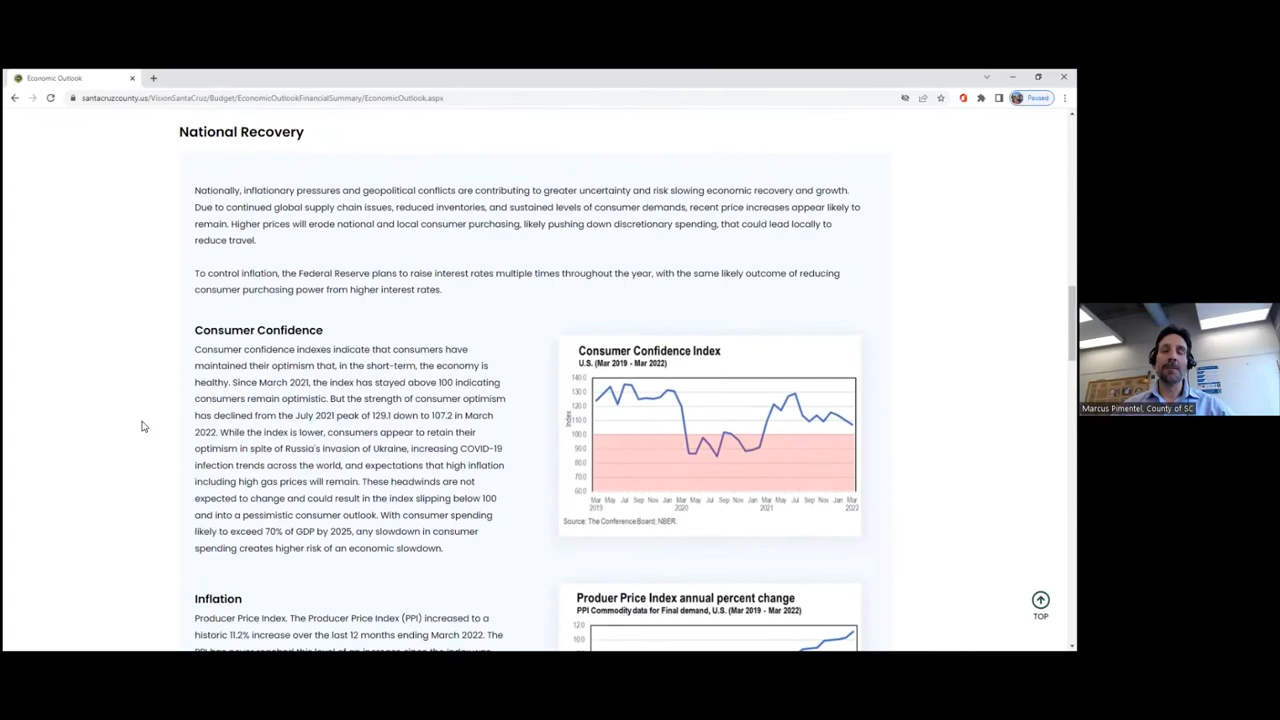 Economic Outlook
santacruzcounty.us/VisionSantaCruz/Budget/EconomicOutlookFinancialSummary/EconomicOutlook.aspx
Paused
National Recovery
Nationally, inflationary pressures and geopolitical conflicts are contributing to greater uncertainty and risk slowing economic recovery and growth.
Due to continued global supply chain issues, reduced inventories, and sustained levels of consumer demands, recent price increases appear likely to
remain. Higher prices will erode national and local consumer purchasing, likely pushing down discretionary spending, that could lead locally to
reduce travel.
To control inflation, the Federal Reserve plans to raise interest rates multiple times throughout the year, with the same likely outcome of reducing
consumer purchasing power from higher interest rates.
Consumer Confidence
Consumer confidence indexes indicate that consumers have
maintained their optimism that, in the short-term, the economy is
healthy. Since March 2021, the index has stayed above 100 indicating
consumers remain optimistic. But the strength of consumer optimism
has declined from the July 2021 peak of 129.1 down to 107.2 in March
2022. While the index is lower, consumers appear to retain their
optimism in spite of Russia's invasion of Ukraine, increasing COVID-19
infection trends across the world, and expectations that high inflation
including high gas prices will remain. These headwinds are not
expected to change and could result in the index slipping below 100
and into a pessimistic consumer outlook. With consumer spending
likely to exceed 70% of GDP by 2025, any slowdown in consumer
spending creates higher risk of an economic slowdown.
Consumer Confidence Index
U.S. (Mar 2019 - Mar 2022)
140.0
130.0
120.0
110.0
100.0
90.0
80.0
70.0
60.0
Index
Mar May Jul Sep Nov Jan Mar May Jul Sep Nov Jan Mar May Jul Sep Nov Jan Mar
2019 2020 2021 2022
Source: The Conference Board; NBER.
Marcus Pimentel, County of SC
Inflation
Producer Price Index. The Producer Price Index (PPI) increased to a
historic 11.2% increase over the last 12 months ending March 2022. The
Produer Price Index annual percent change
PPI Commodity data for Final demand, U.S. (Mar 2019 - Mar 2022)
12.0
10.0
TOP